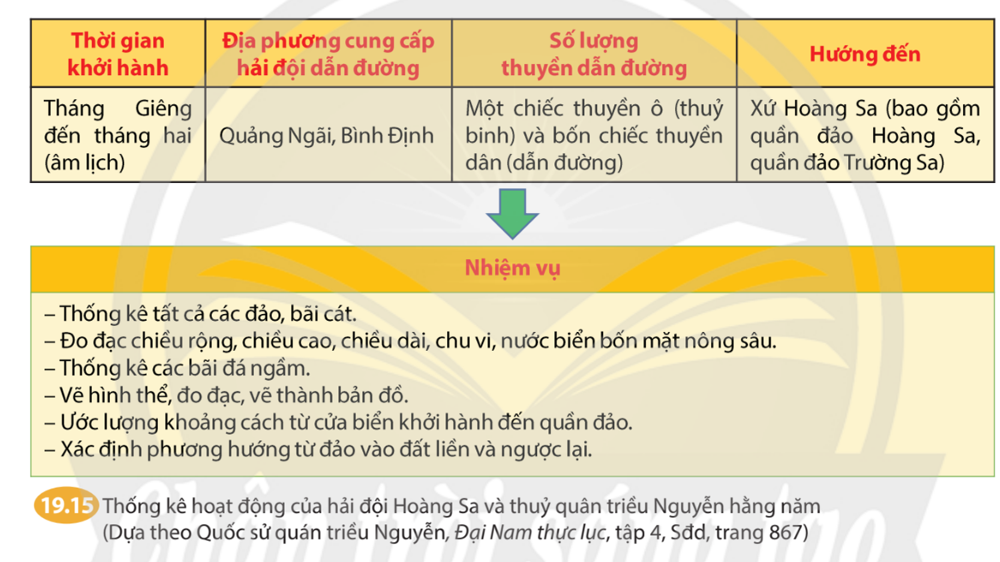 Thời gian
khởi hành
Địa phương cung cấp
hải đội dẫn đường
Số lượng
thuyền dẫn đường
Hướng đến
Tháng Giêng
đến tháng hai
(âm lịch)
Quảng Ngãi, Bình Định
Một chiếc thuyền ô (thuỷ
binh) và bốn chiếc thuyền
dân (dẫn đường)
Xứ Hoàng Sa (bao gồm
quần đảo Hoàng Sa,
quần đảo Trường Sa)
Nhiệm vụ
– Thống kê tất cả các đảo, bãi cát.
– Đo đạc chiều rộng, chiều cao, chiều dài, chu vi, nước biển bốn mặt nông sâu.
– Thống kê các bãi đá ngầm.
– Vẽ hình thể, đo đạc, vẽ thành bản đồ.
– Ước lượng khoảng cách từ cửa biển khởi hành đến quần đảo.
– Xác định phương hướng từ đảo vào đất liền và ngược lại.
19.15 Thống kê hoạt động của hải đội Hoàng Sa và thuỷ quân triều Nguyễn hằng năm
(Dựa theo Quốc sử quán triều Nguyễn, Đại Nam thực lục, tập 4, Sđd, trang 867)
Chân trời sáng tạo